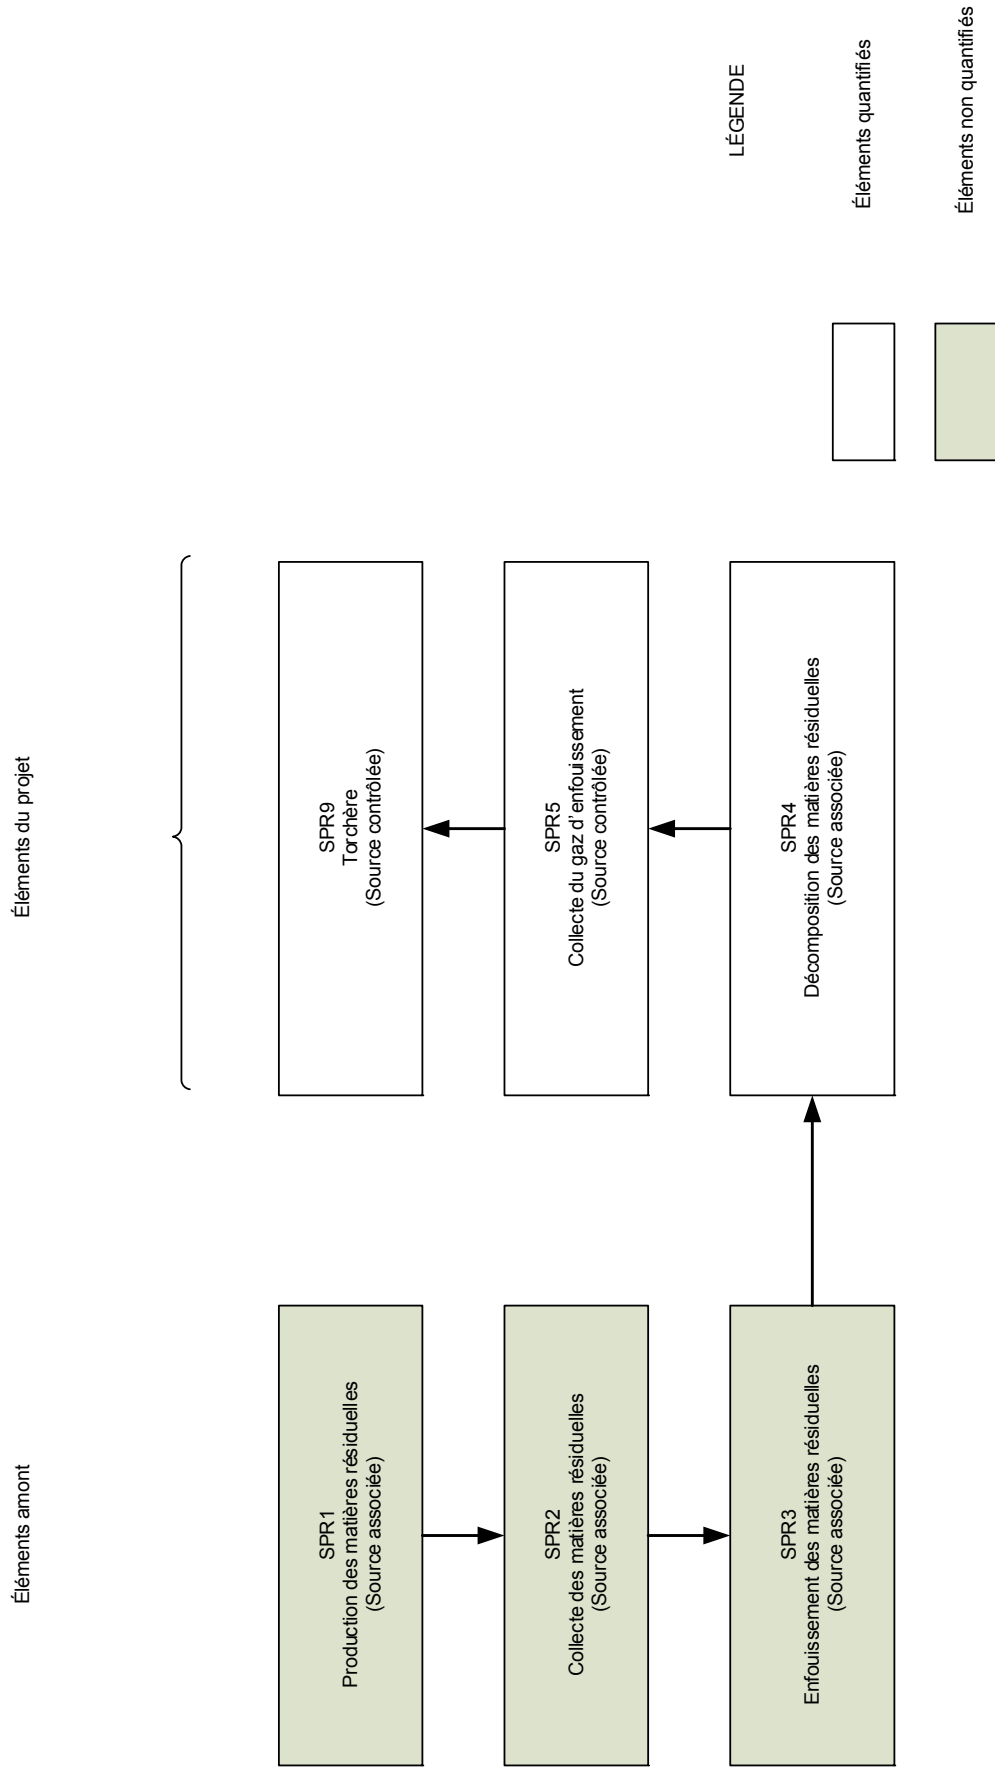 Éléments amont
Éléments du projet
SPR1
Production des matières résiduelles
(Source associée)
SPR2
Collecte des matières résiduelles
(Source associée)
SPR3
Enfouissement des matières résiduelles
(Source associée)
SPR9
Torchère
(Source contrôlée)
SPR5
Collecte du gaz d'enfouissement
(Source contrôlée)
SPR4
Décomposition des matières résiduelles
(Source associée)
LÉGENDE
Éléments quantifiés
Éléments non quantifiés